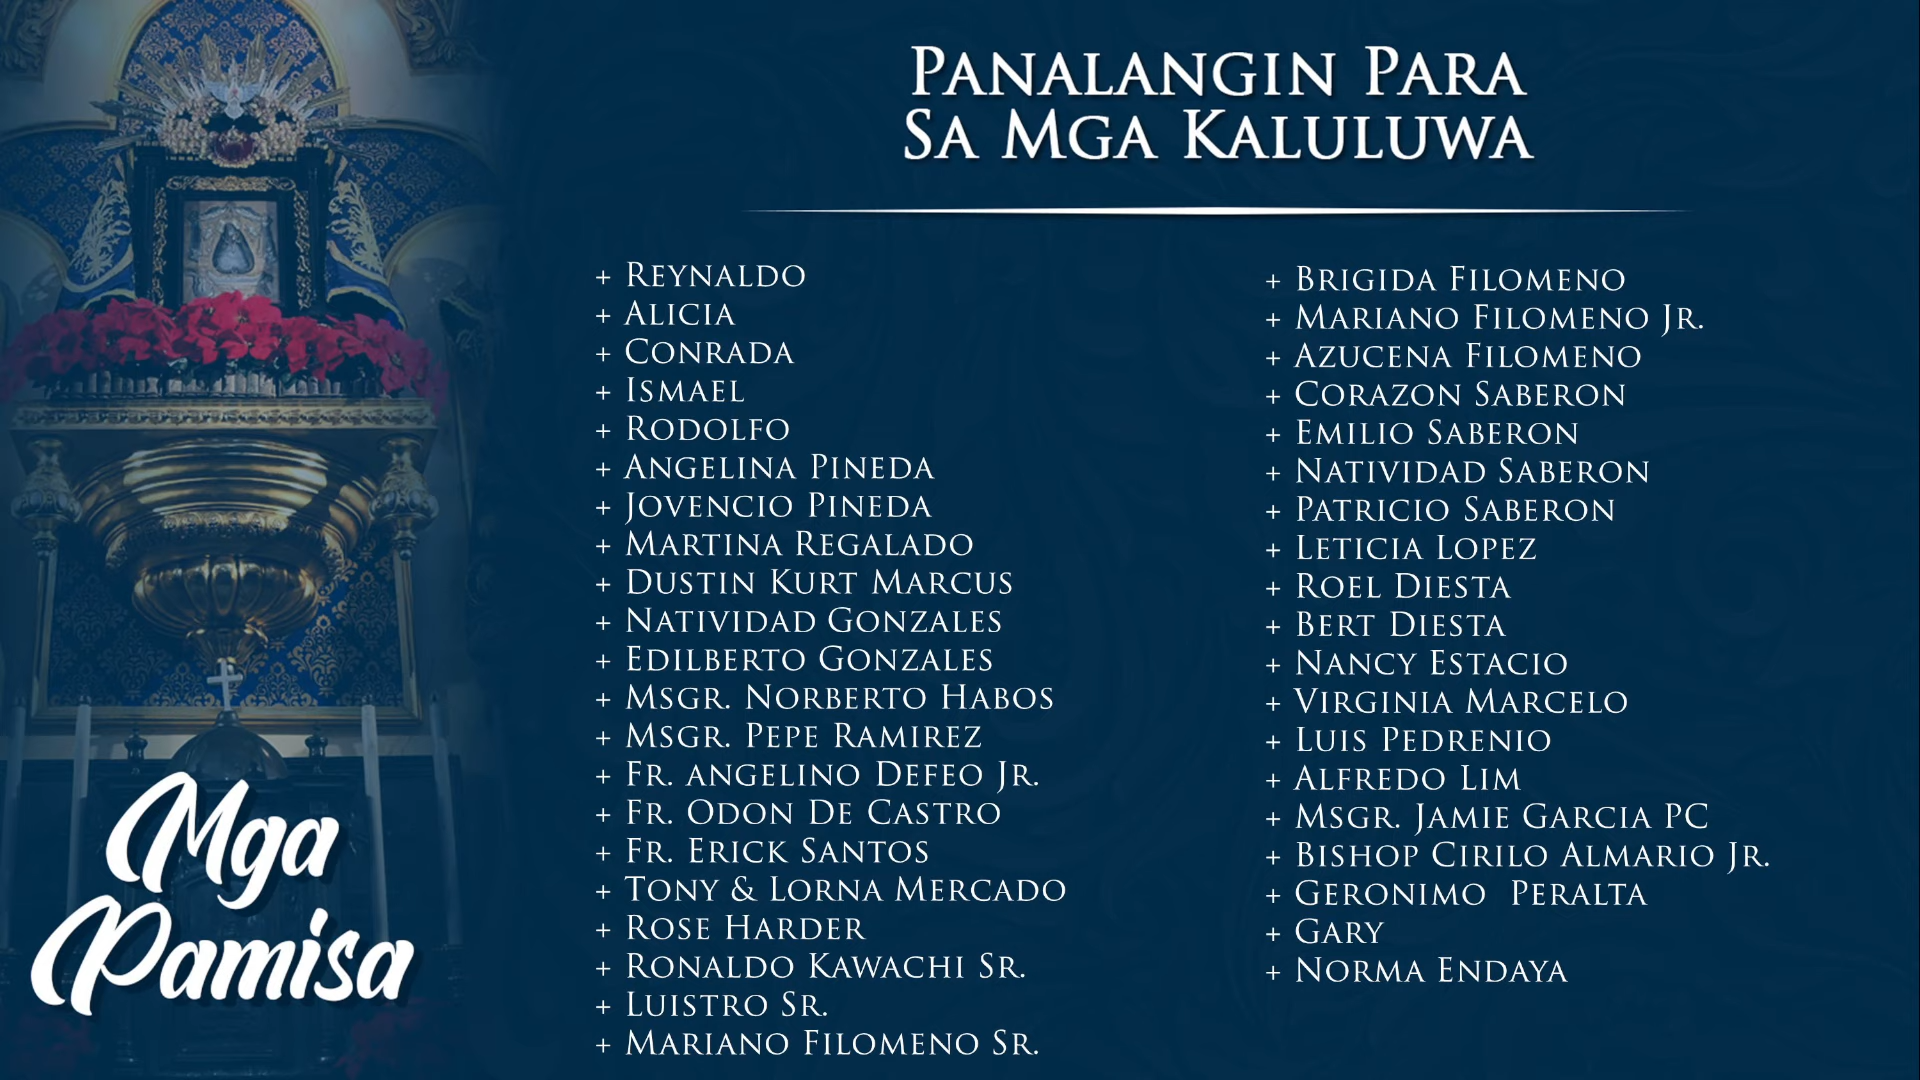 Panalangin Para
Sa Mga Kaluluwa
+ Reynaldo
+ Alicia
+ Conrada
+ Ismael
+ Rodolfo
+ Angelina Pineda
+ Jovencio Pineda
+ Martina Regalado
+ Dustin Kurt Marcus
+ Natividad Gonzales
+ Edilberto Gonzales
+ Msgr. Norberto Habos
+ Msgr. Pepe Ramirez
+ Fr. angelino Defeo Jr.
+ Fr. Odon De Castro
+ Fr. Erick Santos
+ Tony & Lorna Mercado
+ Rose Harder
+ Ronaldo Kawachi Sr.
+ Luistro Sr.
+ Mariano Filomeno Sr.
+ Brigida Filomeno
+ Mariano Filomeno Jr.
+ Azucena Filomeno
+ Corazon Saberon
+ Emilio Saberon
+ Natividad Saberon
+ Patricio Saberon
+ Leticia Lopez
+ Roel Diesta
+ Bert Diesta
+ Nancy Estacio
+ Virginia Marcelo
+ Luis Pedrenio
+ Alfredo Lim
+ Msgr. Jamie Garcia PC
+ Bishop Cirilo Almario Jr.
+ Geronimo  Peralta
+ Gary
+ Norma Endaya
Mga
Pamisa